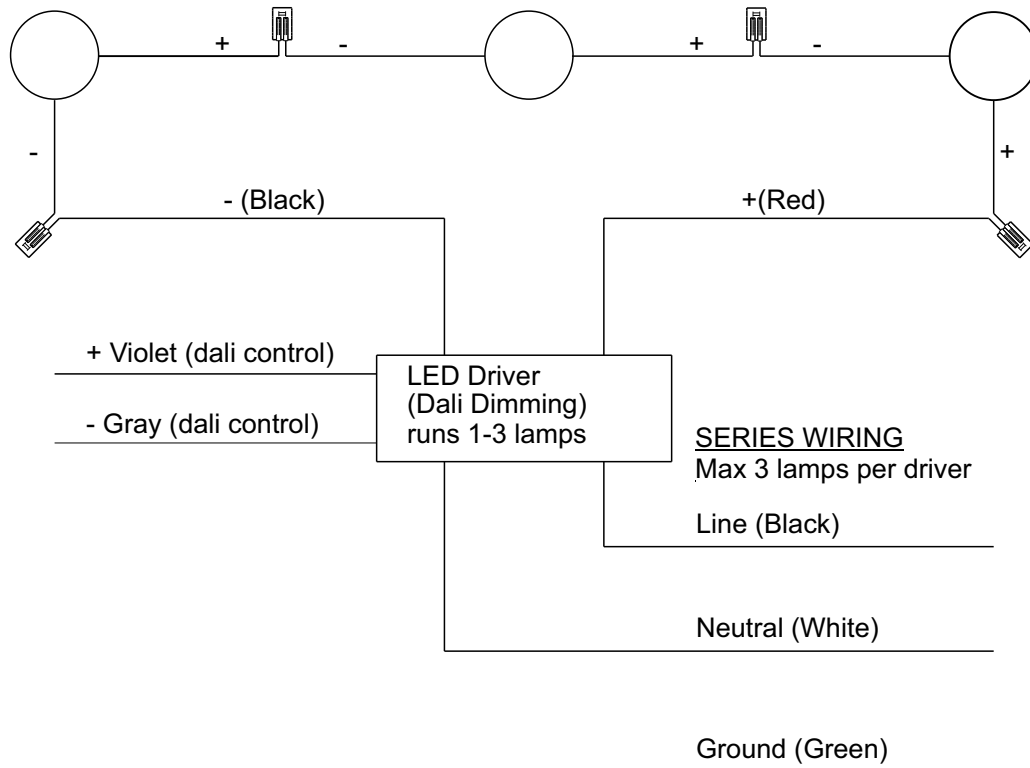 + - + -
- +
- (Black) +(Red)
+ Violet (dali control)
- Gray (dali control)
LED Driver
(Dali Dimming)
runs 1-3 lamps
SERIES WIRING
Max 3 lamps per driver
Line (Black)
Neutral (White)
Ground (Green)